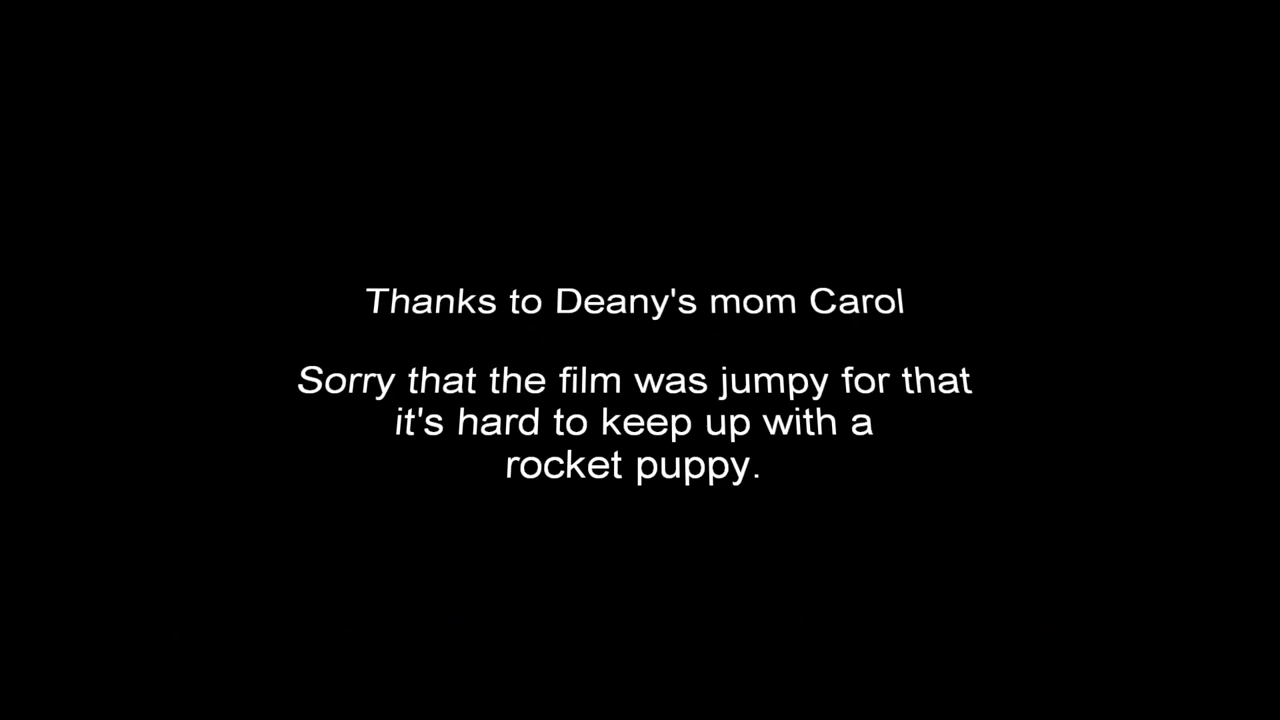 Thanks to Deany's mom Carol
Sorry that the film was jumpy for that
it's hard to keep up with a
rocket puppy.